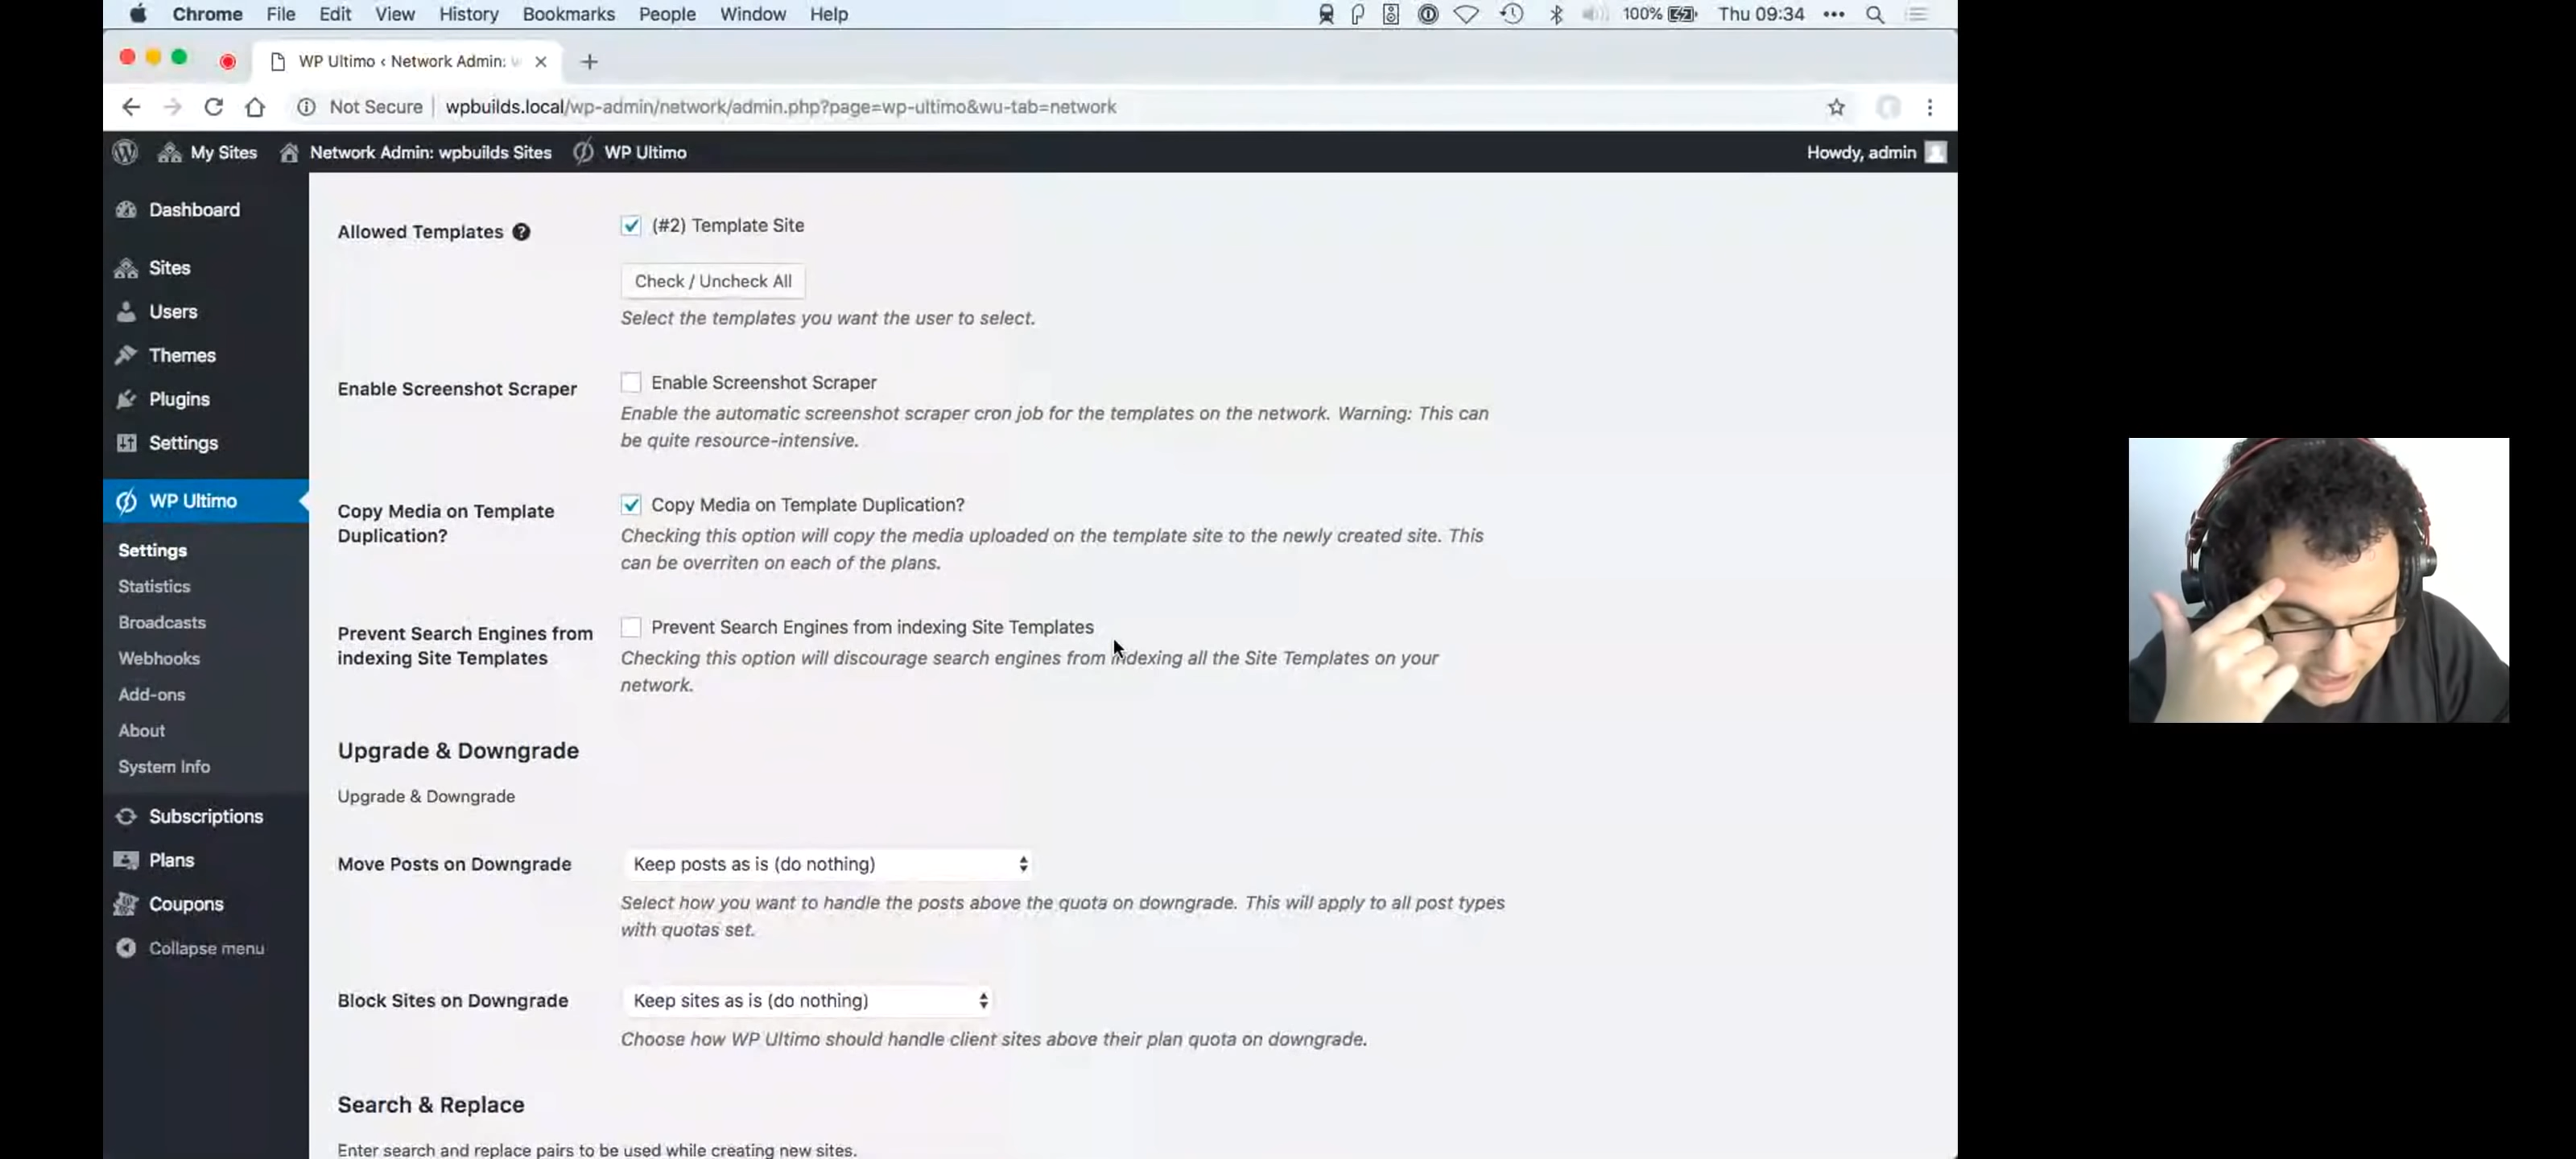 Chrome File Edit View History Bookmarks People Window Help 100% Thu 09:34
WP Ultimo ‹ Network Admin:
Not Secure wpbuilds.local/wp-admin/network/admin.php?page=wp-ultimo&wu-tab=network
My Sites Network Admin: wpbuilds Sites WP Ultimo Howdy, admin
Dashboard
Sites
Users
Themes
Plugins
Settings
WP Ultimo
Settings
Statistics
Broadcasts
Webhooks
Add-ons
About
System Info
Subscriptions
Plans
Coupons
Collapse menu
Allowed Templates ?
(#2) Template Site
Check / Uncheck All
Select the templates you want the user to select.
Enable Screenshot Scraper
Enable Screenshot Scraper
Enable the automatic screenshot scraper cron job for the templates on the network. Warning: This can
be quite resource-intensive.
Copy Media on Template
Duplication?
Copy Media on Template Duplication?
Checking this option will copy the media uploaded on the template site to the newly created site. This
can be overriten on each of the plans.
Prevent Search Engines from
indexing Site Templates
Prevent Search Engines from indexing Site Templates
Checking this option will discourage search engines from indexing all the Site Templates on your
network.
Upgrade & Downgrade
Upgrade & Downgrade
Move Posts on Downgrade
Keep posts as is (do nothing)
Select how you want to handle the posts above the quota on downgrade. This will apply to all post types
with quotas set.
Block Sites on Downgrade
Keep sites as is (do nothing)
Choose how WP Ultimo should handle client sites above their plan quota on downgrade.
Search & Replace
Enter search and replace pairs to be used while creating new sites.